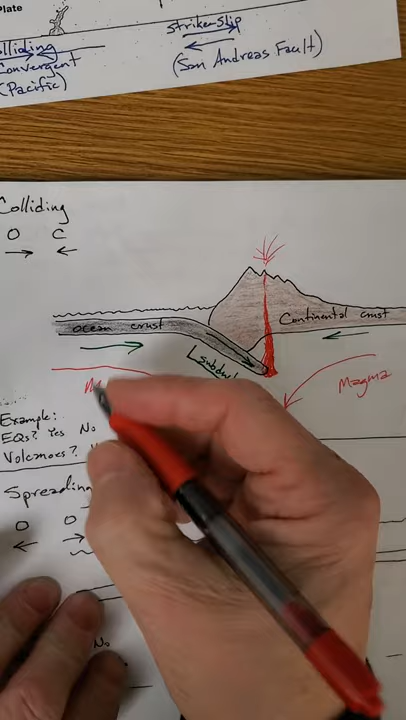 Plate
Colliding
Convergent
(Pacific)
strike-slip
(San Andreas Fault)
Colliding
O C
ocean crust
Continental crust
Magma
Example:
EQs? Yes No
Volcanoes?
Spreading
O O
No